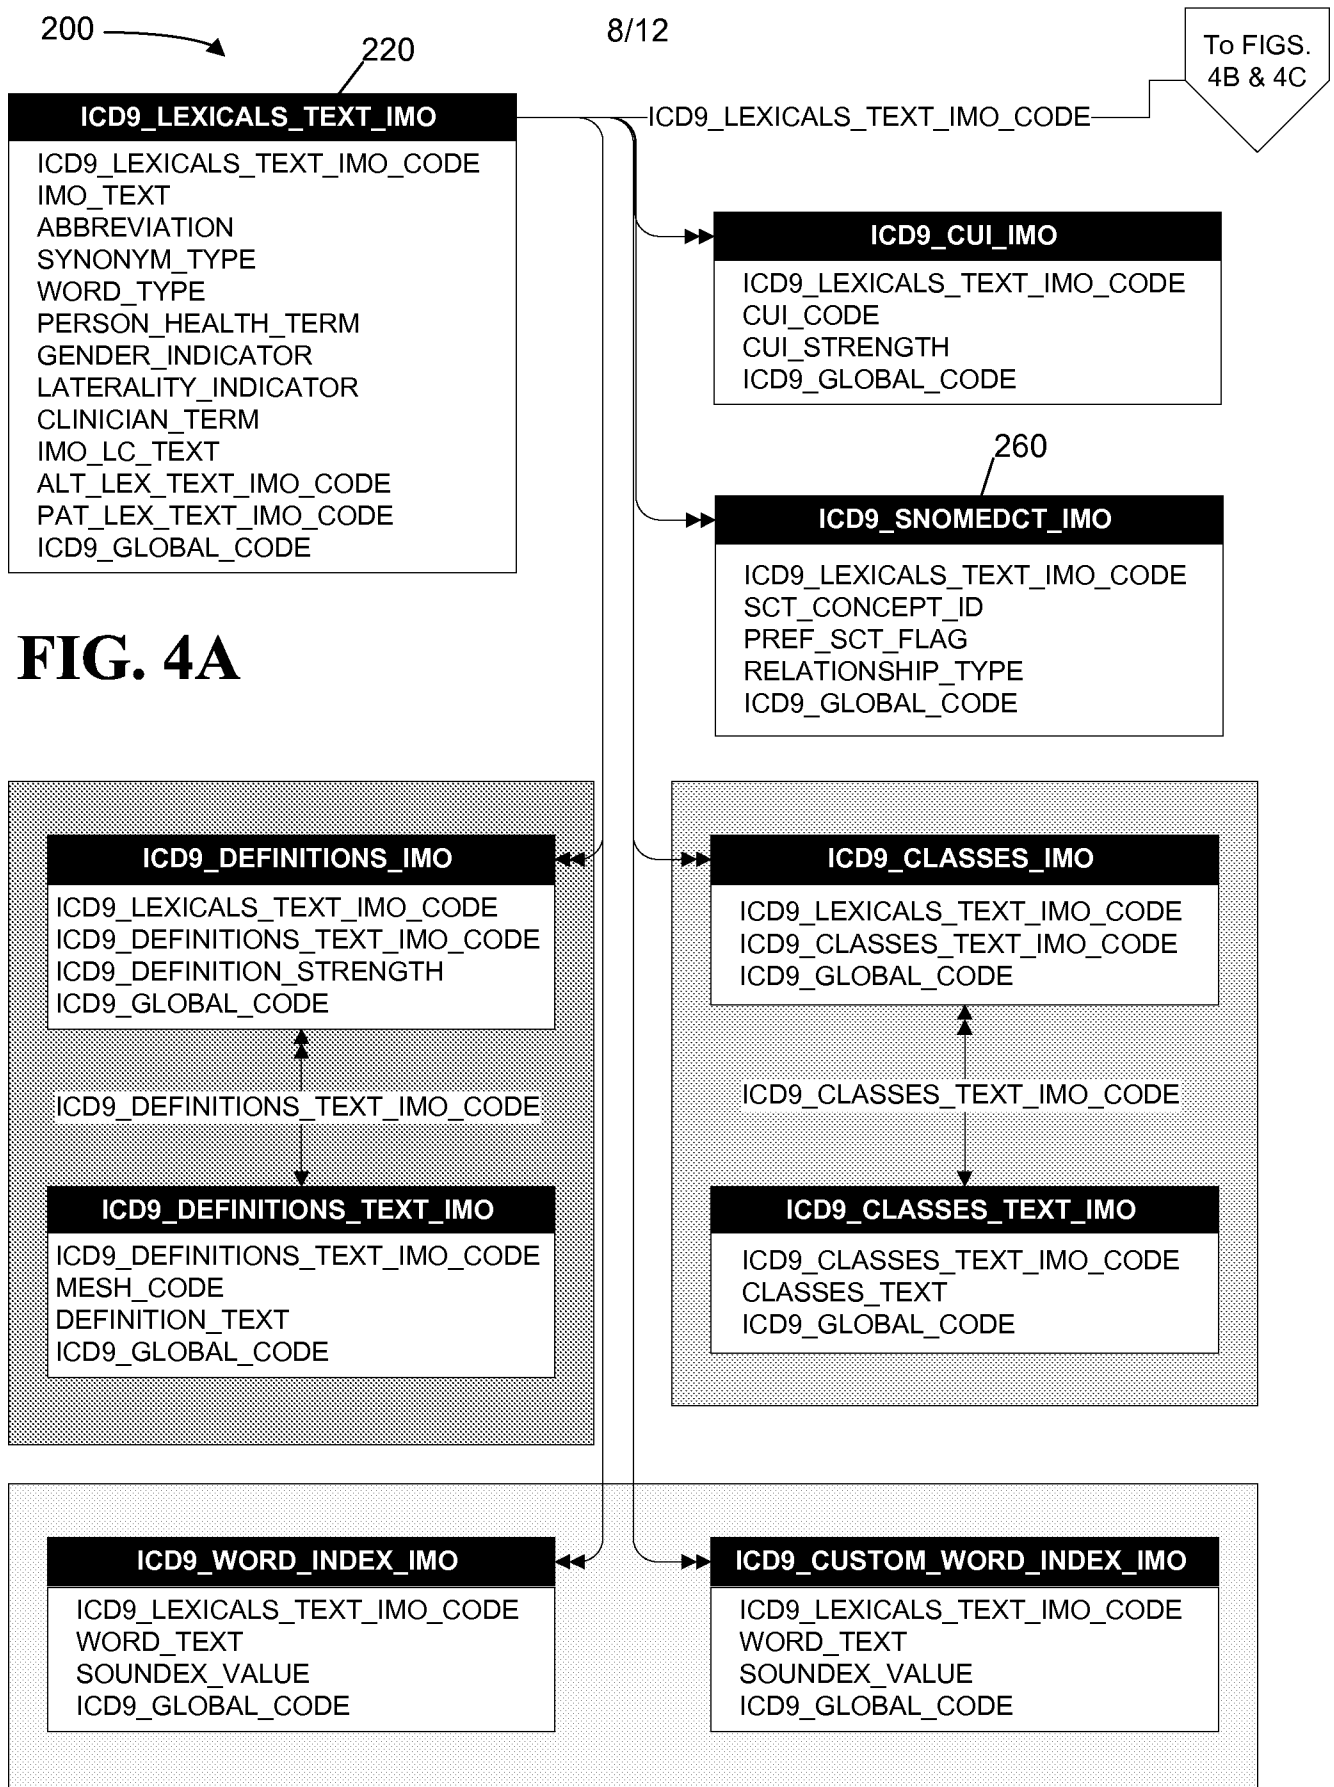 200
8/12
To FIGS.
4B & 4C
220
ICD9_LEXICALS_TEXT_IMO
ICD9_LEXICALS_TEXT_IMO_CODE
ICD9_LEXICALS_TEXT_IMO_CODE
IMO_TEXT
ABBREVIATION
SYNONYM_TYPE
WORD_TYPE
PERSON_HEALTH_TERM
GENDER_INDICATOR
LATERALITY_INDICATOR
CLINICIAN_TERM
IMO_LC_TEXT
ALT_LEX_TEXT_IMO_CODE
PAT_LEX_TEXT_IMO_CODE
ICD9_GLOBAL_CODE
ICD9_CUI_IMO
ICD9_LEXICALS_TEXT_IMO_CODE
CUI_CODE
CUI_STRENGTH
ICD9_GLOBAL_CODE
260
ICD9_SNOMEDCT_IMO
ICD9_LEXICALS_TEXT_IMO_CODE
SCT_CONCEPT_ID
PREF_SCT_FLAG
RELATIONSHIP_TYPE
ICD9_GLOBAL_CODE
FIG. 4A
ICD9_DEFINITIONS_IMO
ICD9_LEXICALS_TEXT_IMO_CODE
ICD9_DEFINITIONS_TEXT_IMO_CODE
ICD9_DEFINITION_STRENGTH
ICD9_GLOBAL_CODE
ICD9_DEFINITIONS_TEXT_IMO_CODE
ICD9_DEFINITIONS_TEXT_IMO
ICD9_DEFINITIONS_TEXT_IMO_CODE
MESH_CODE
DEFINITION_TEXT
ICD9_GLOBAL_CODE
ICD9_CLASSES_IMO
ICD9_LEXICALS_TEXT_IMO_CODE
ICD9_CLASSES_TEXT_IMO_CODE
ICD9_GLOBAL_CODE
ICD9_CLASSES_TEXT_IMO_CODE
ICD9_CLASSES_TEXT_IMO
ICD9_CLASSES_TEXT_IMO_CODE
CLASSES_TEXT
ICD9_GLOBAL_CODE
ICD9_WORD_INDEX_IMO
ICD9_LEXICALS_TEXT_IMO_CODE
WORD_TEXT
SOUNDEX_VALUE
ICD9_GLOBAL_CODE
ICD9_CUSTOM_WORD_INDEX_IMO
ICD9_LEXICALS_TEXT_IMO_CODE
WORD_TEXT
SOUNDEX_VALUE
ICD9_GLOBAL_CODE